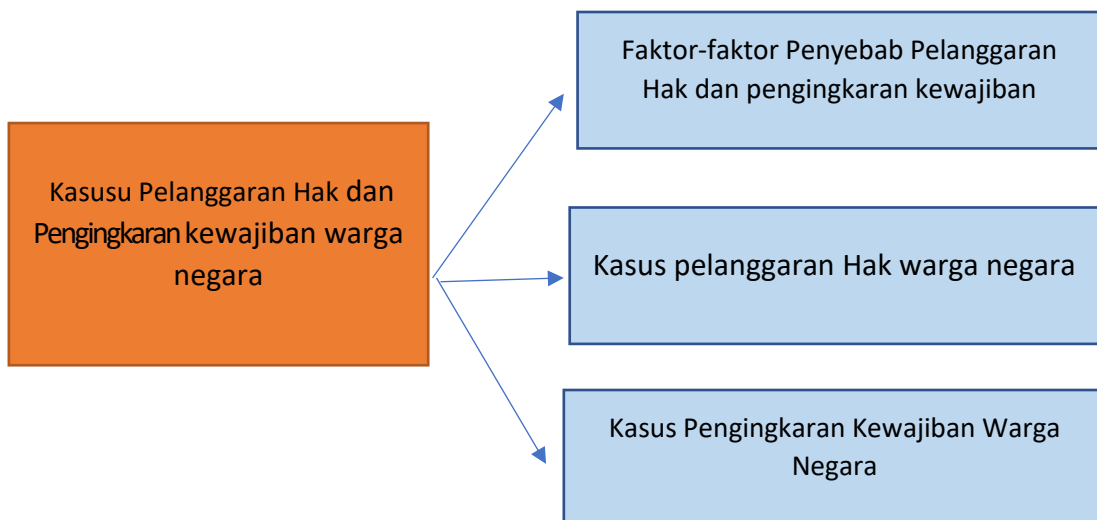 Faktor-faktor Penyebab Pelanggaran
Hak dan pengingkaran kewajiban
Kasusu Pelanggaran Hak dan
Pengingkaran kewajiban warga
negara
Kasus pelanggaran Hak warga negara
Kasus Pengingkaran Kewajiban Warga
Negara